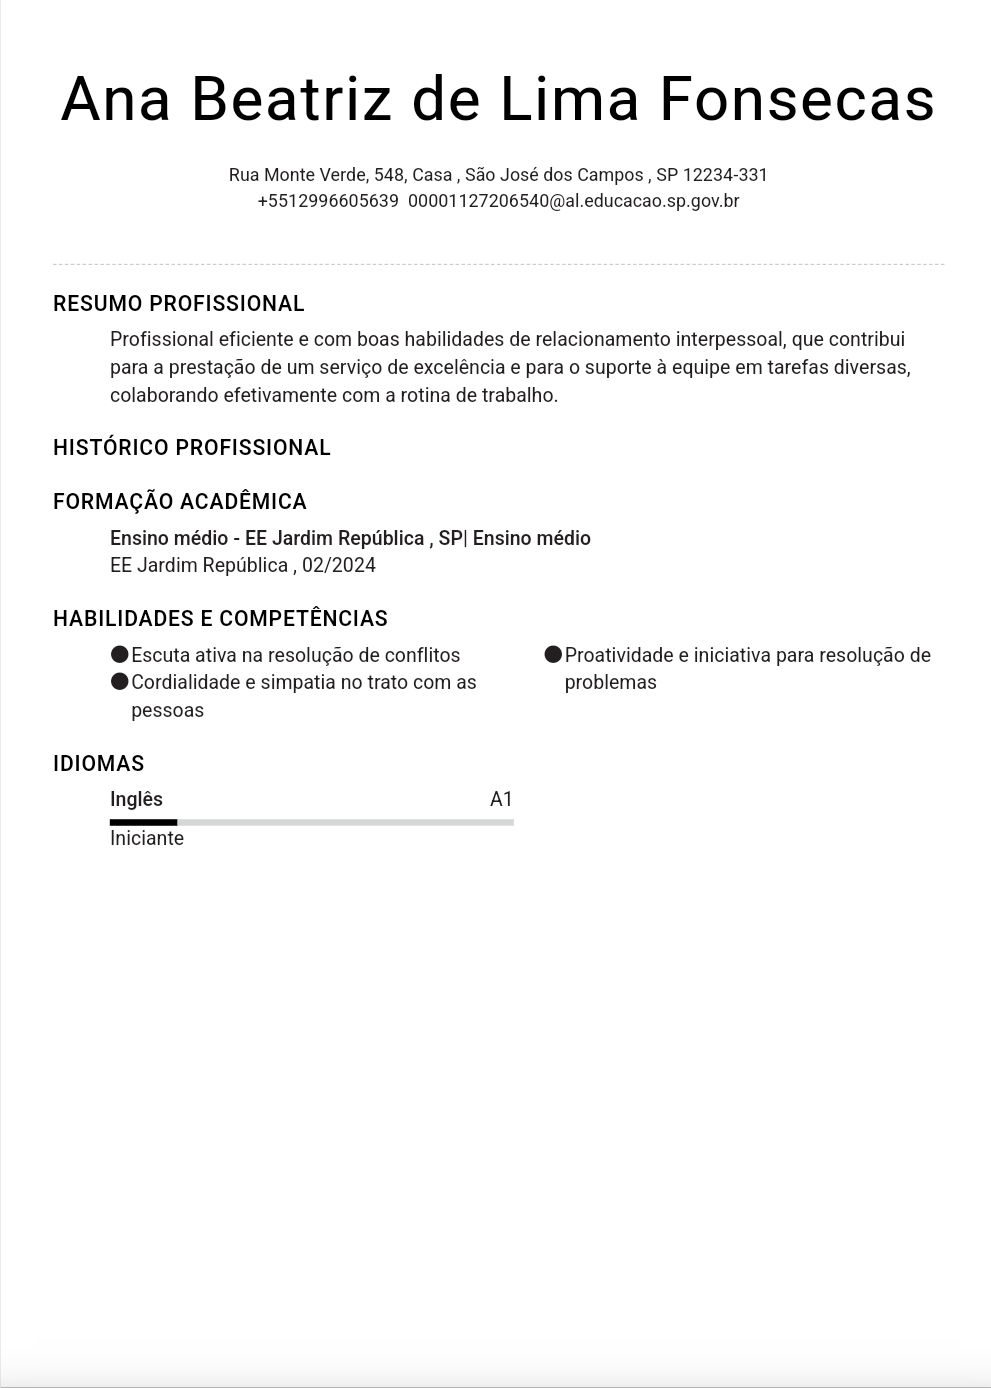 Ana Beatriz de Lima Fonsecas
Rua Monte Verde, 548, Casa , São José dos Campos , SP 12234-331
+5512996605639 00001127206540@al.educacao.sp.gov.br
RESUMO PROFISSIONAL
Profissional eficiente e com boas habilidades de relacionamento interpessoal, que contribui
para a prestação de um serviço de excelência e para o suporte à equipe em tarefas diversas,
colaborando efetivamente com a rotina de trabalho.
HISTÓRICO PROFISSIONAL
FORMAÇÃO ACADÊMICA
Ensino médio - EE Jardim República , SP| Ensino médio
EE Jardim República , 02/2024
HABILIDADES E COMPETÊNCIAS
● Escuta ativa na resolução de conflitos
● Cordialidade e simpatia no trato com as
pessoas
● Proatividade e iniciativa para resolução de
problemas
IDIOMAS
Inglês A1
Iniciante